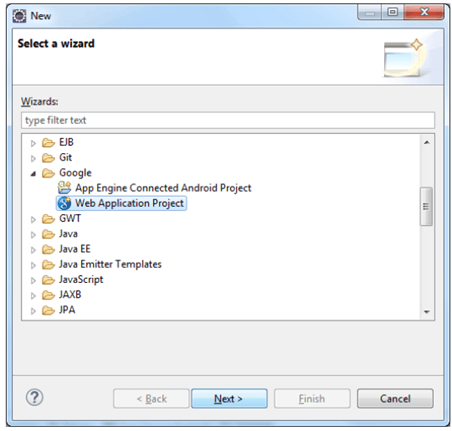 New
Select a wizard
Wizards:
type filter text
EJB
Git
Google
App Engine Connected Android Project
Web Application Project
GWT
Java
Java EE
Java Emitter Templates
JavaScript
JAXB
JPA
?
< Back
Next >
Finish
Cancel